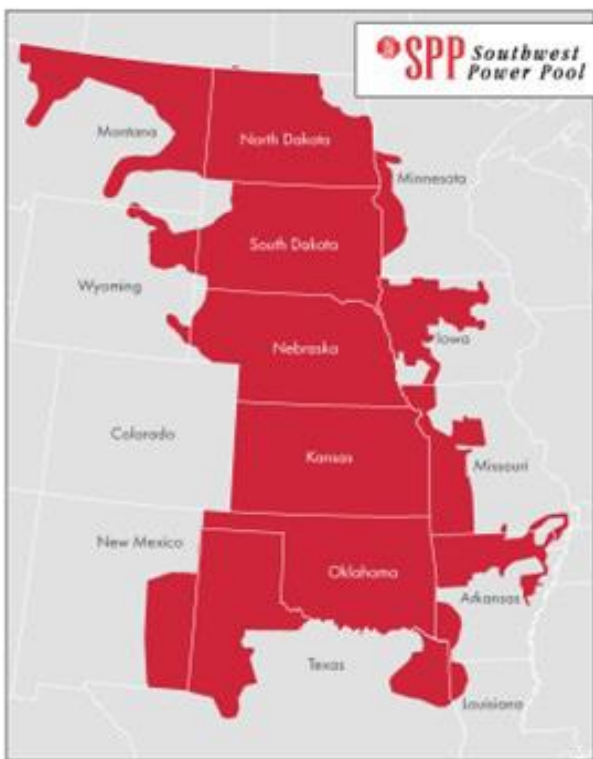 SPP Southwest
Power Pool
Montana
North Dakota
Minnesota
South Dakota
Wyoming
Nebraska
Iowa
Colorado
Kansas
Missouri
New Mexico
Oklahoma
Arkansas
Texas
Louisiana